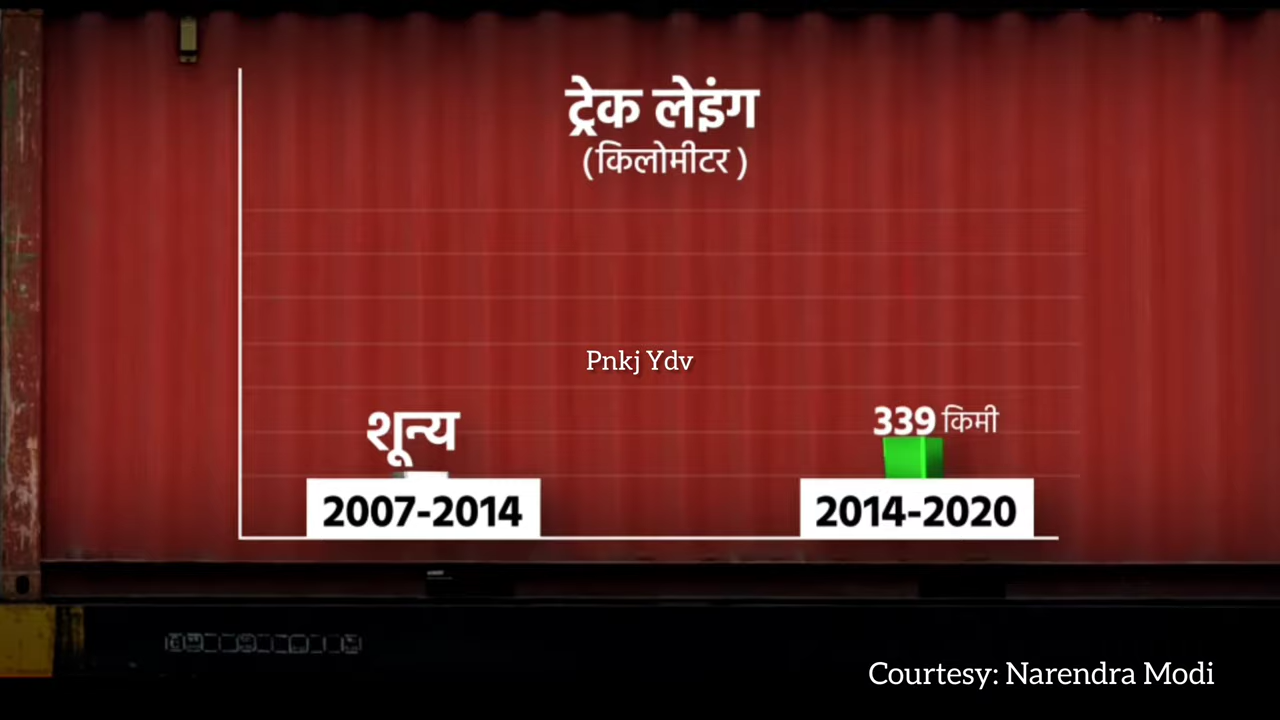 ट्रेक लेइंग
(किलोमीटर )
Pnkj Ydv
शून्य
339 किमी
2007-2014
2014-2020
Courtesy: Narendra Modi